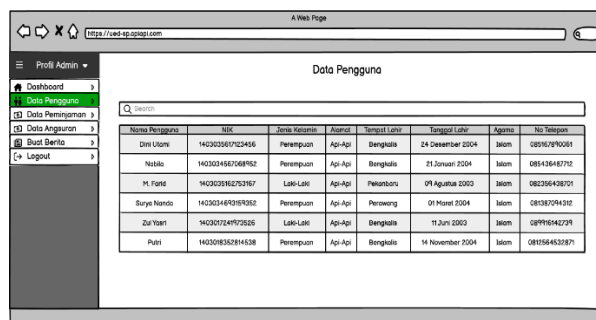 A Web Page
https://ued-sp.apiapi.com
Profil Admin
Data Pengguna
Dashboard
Data Pengguna
Data Peminjaman
Data Angsuran
Buat Berita
Logout
Search
Nama Pengguna NIK Jenis Kelamin Alamat Tempat Lahir Tanggal Lahir Agama No Telepon
Dini Utami 1403035617123456 Perempuan Api-Api Bengkalis 24 Desember 2004 Islam 085167890061
Nabila 1403034567068952 Perempuan Api-Api Bengkalis 21 Januari 2004 Islam 085436487712
M. Farid 1403035162753167 Laki-Laki Api-Api Pekanbaru 09 Agustus 2003 Islam 082356438701
Surya Nanda 1403034693159352 Perempuan Api-Api Perawang 01 Maret 2004 Islam 081387094312
Zul Yasri 1403017241973526 Laki-Laki Api-Api Bengkalis 11 Juni 2003 Islam 089916142739
Putri 1403018352814538 Perempuan Api-Api Bengkalis 14 November 2004 Islam 0812564532871